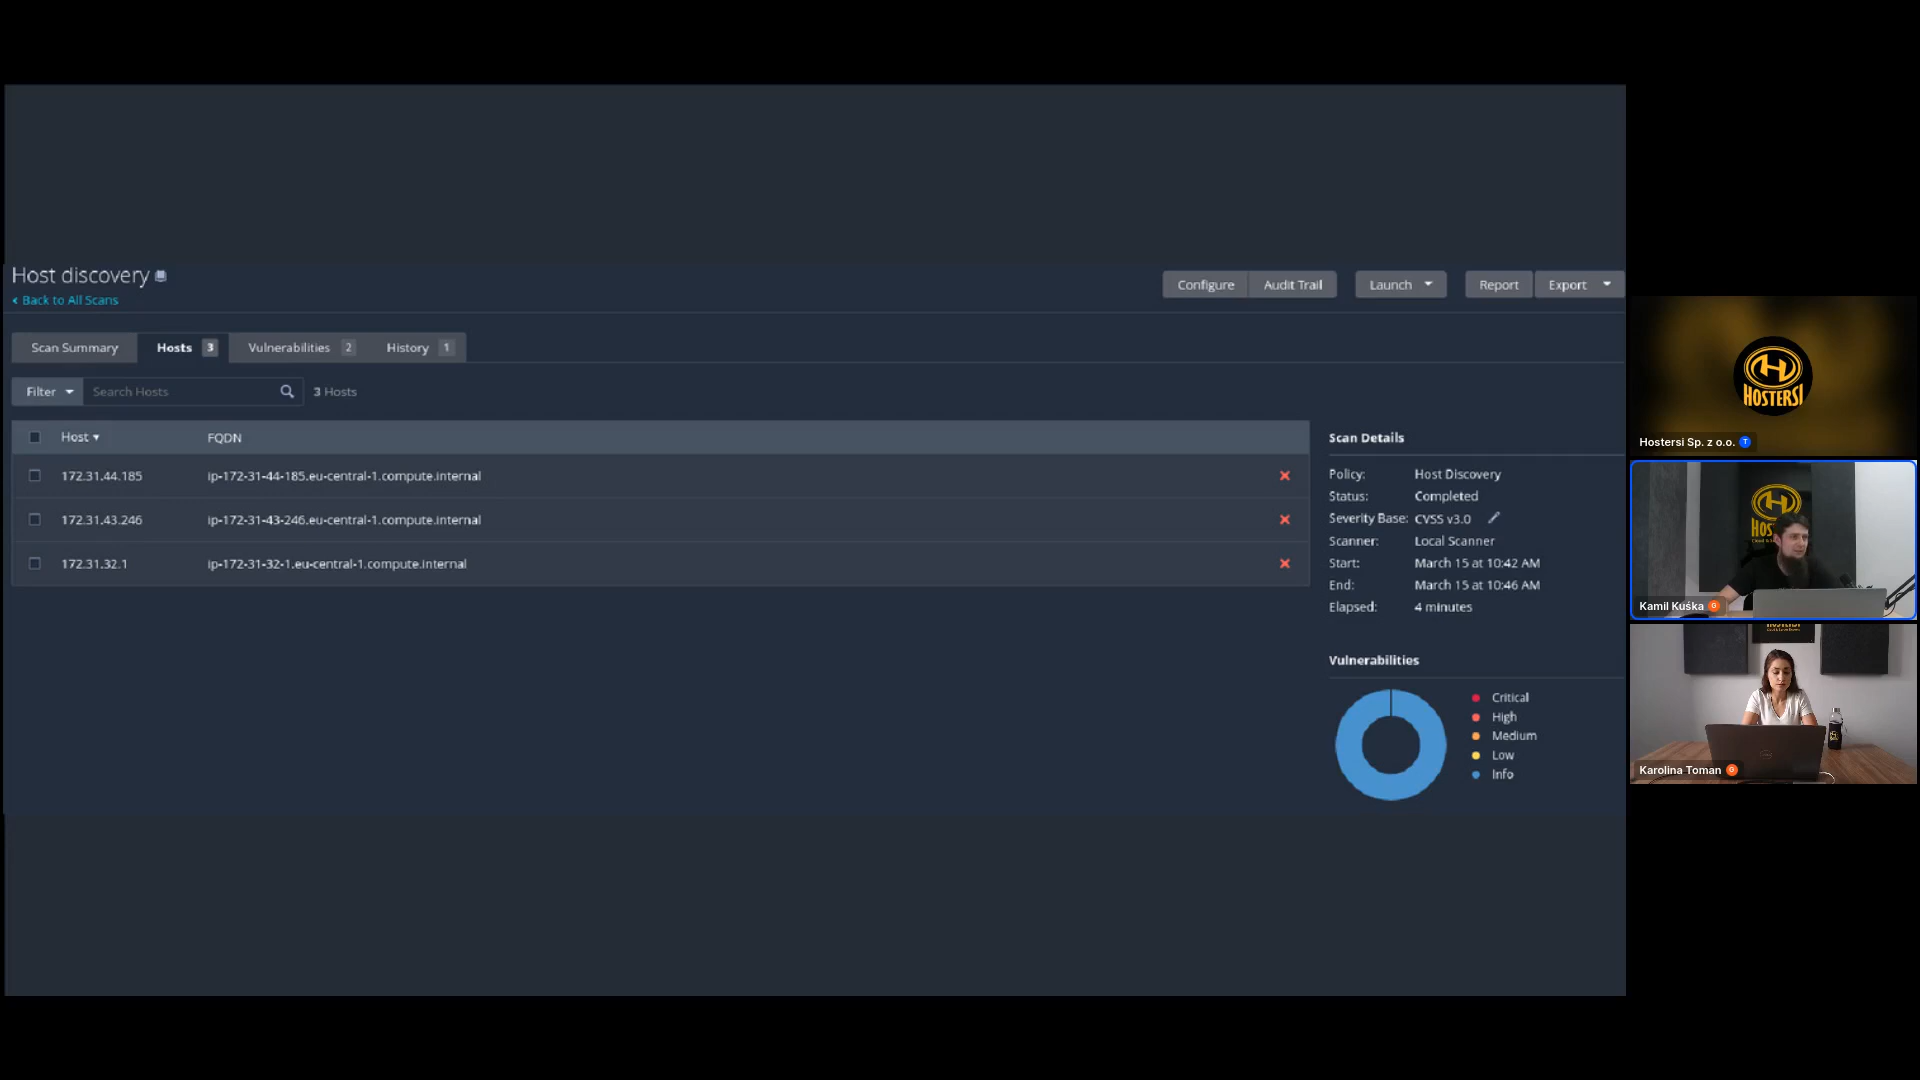 Host discovery
Back to All Scans
Configure
Audit Trail
Launch
Report
Export
Scan Summary
Hosts 3
Vulnerabilities 2
History 1
Filter
Search Hosts
3 Hosts
Host
FQDN
172.31.44.185
ip-172-31-44-185.eu-central-1.compute.internal
172.31.43.246
ip-172-31-43-246.eu-central-1.compute.internal
172.31.32.1
ip-172-31-32-1.eu-central-1.compute.internal
Scan Details
Policy: Host Discovery
Status: Completed
Severity Base: CVSS v3.0
Scanner: Local Scanner
Start: March 15 at 10:42 AM
End: March 15 at 10:46 AM
Elapsed: 4 minutes
Vulnerabilities
Critical
High
Medium
Low
Info
HOSTERSI
Hostersi Sp. z o.o.
Kamil Kuśka
Karolina Toman